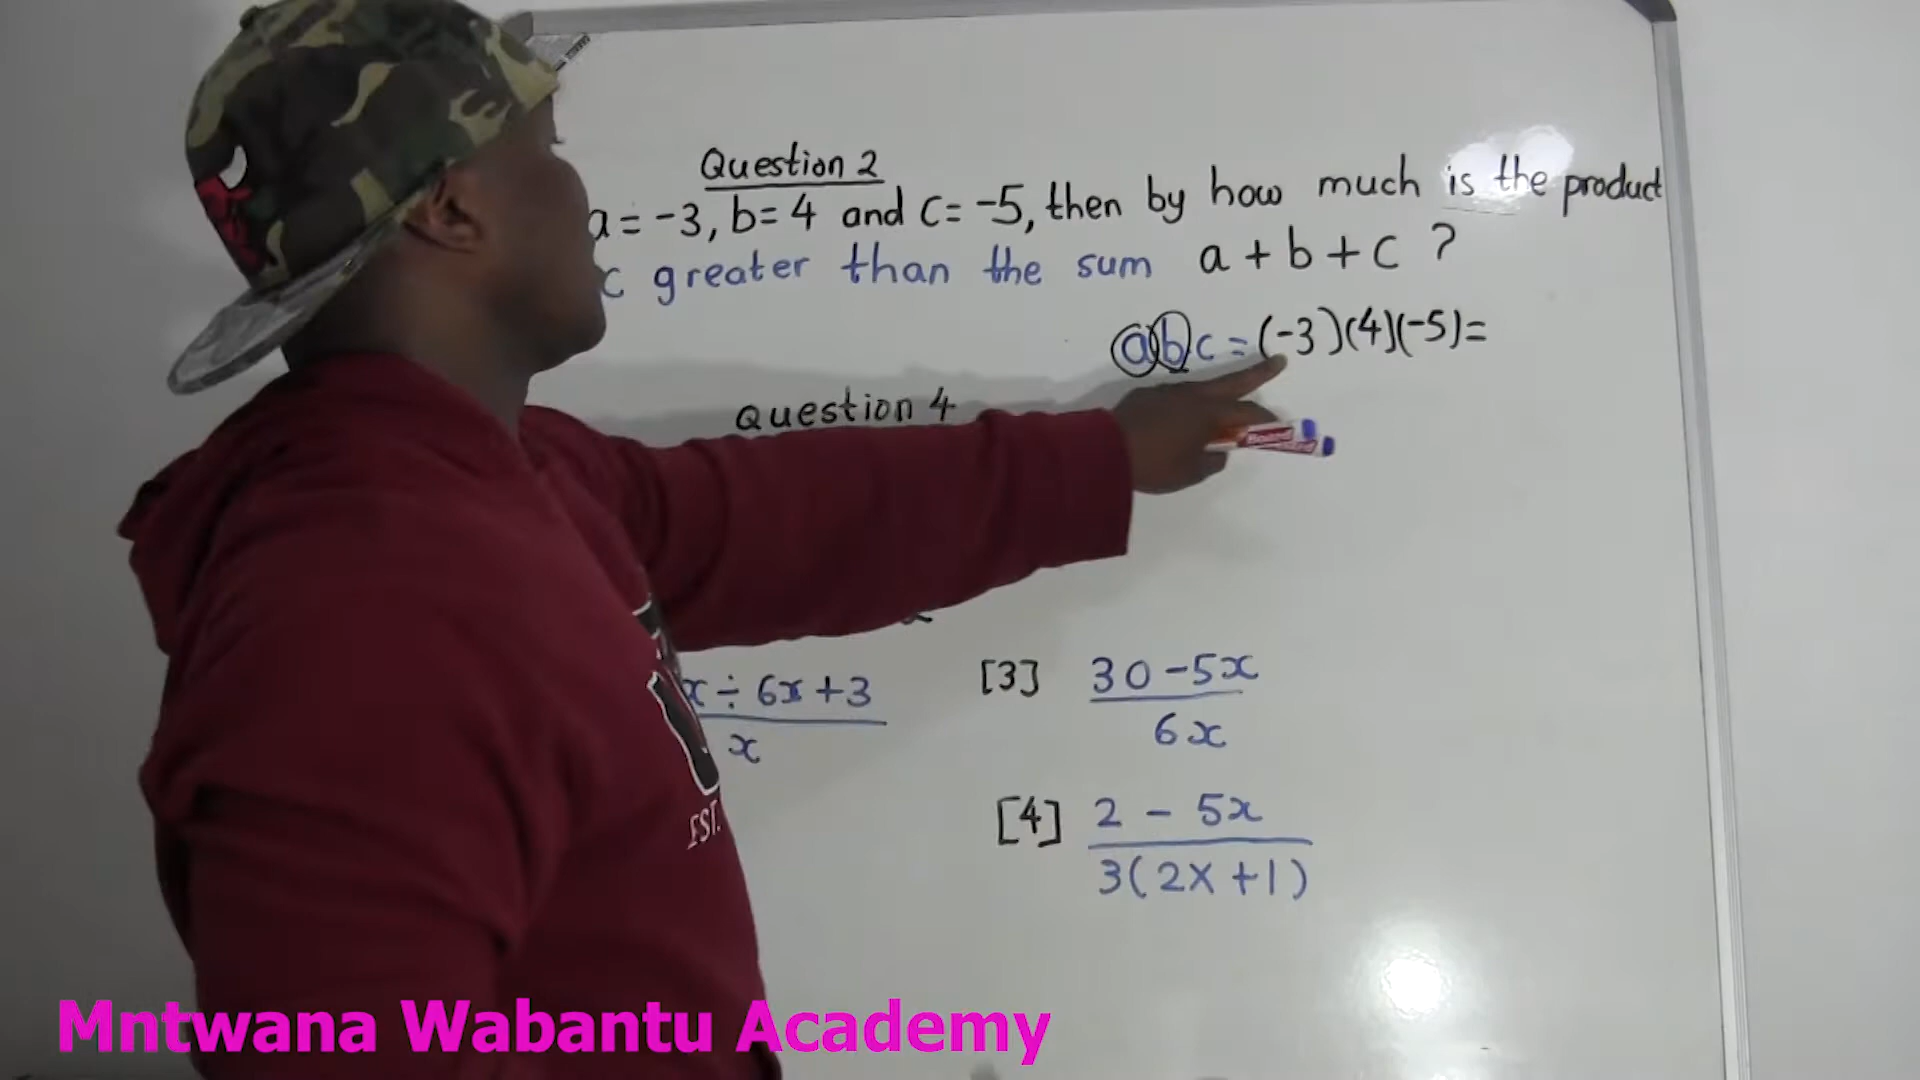 Question 2
a = -3, b = 4 and c = -5, then by how much is the product
c greater than the sum a + b + c ?
abc = (-3)(4)(-5) =
Question 4
x ÷ 6x + 3
x
[3] 30 - 5x
6x
[4] 2 - 5x
3(2x + 1)
EST.
Mntwana Wabantu Academy